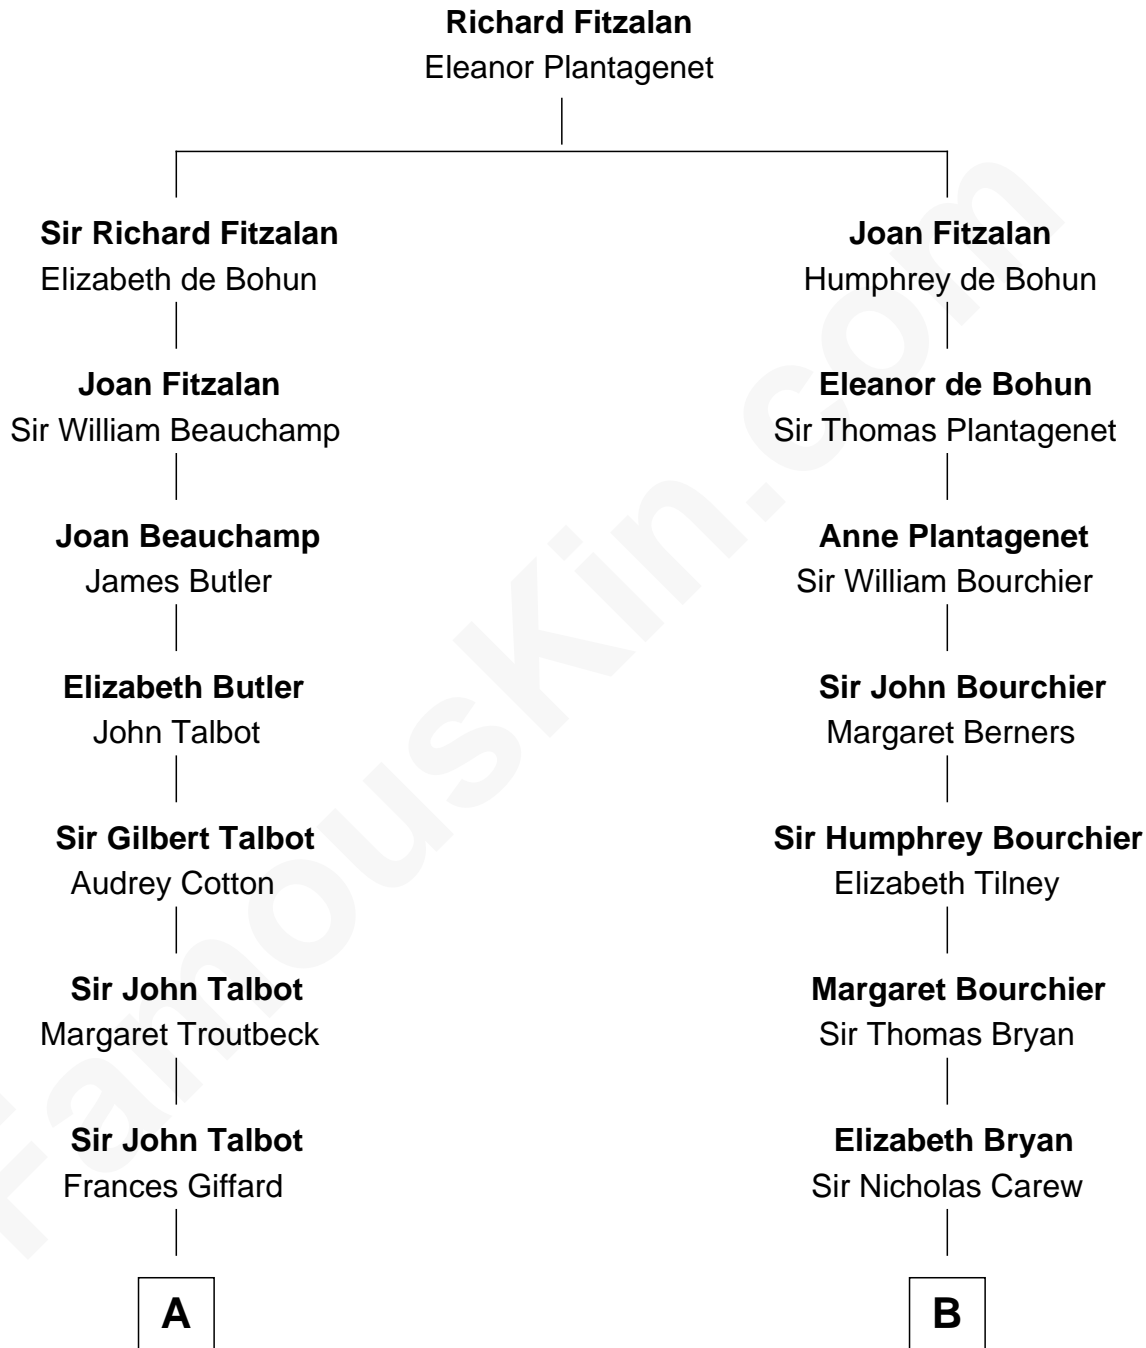 Richard Fitzalan
Eleanor Plantagenet
Sir Richard Fitzalan
Elizabeth de Bohun
Joan Fitzalan
Sir William Beauchamp
Joan Beauchamp
James Butler
Elizabeth Butler
John Talbot
Sir Gilbert Talbot
Audrey Cotton
Sir John Talbot
Margaret Troutbeck
Sir John Talbot
Frances Giffard
A
Joan Fitzalan
Humphrey de Bohun
Eleanor de Bohun
Sir Thomas Plantagenet
Anne Plantagenet
Sir William Bourchier
Sir John Bourchier
Margaret Berners
Sir Humphrey Bourchier
Elizabeth Tilney
Margaret Bourchier
Sir Thomas Bryan
Elizabeth Bryan
Sir Nicholas Carew
B
FamousKin.com